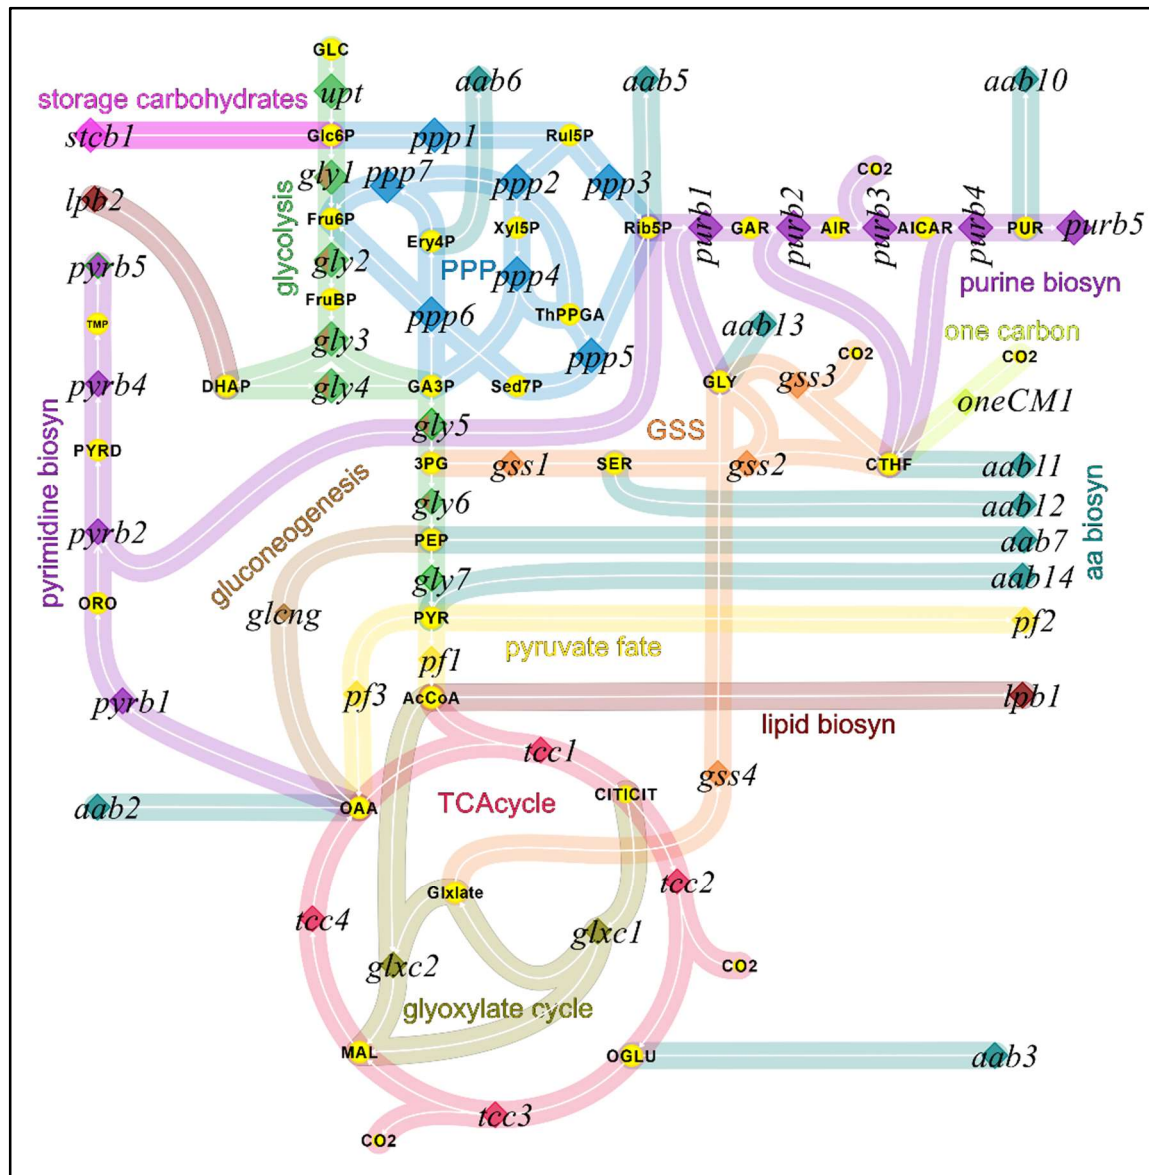 GLC
upt
aab6
aab5
aab10
storage carbohydrates
stcb1
Glc6P
ppp1
Rul5P
lpb2
gly1
ppp7
ppp2
ppp3
CO2
glycolysis
Fru6P
Ery4P
Xyl5P
Rib5P
purb1
GAR
purb2
AIR
purb3
AICAR
purb4
PUR
purb5
pyrb5
gly2
PPP
ppp4
purine biosyn
FruBP
TMP
ppp6
ThPPGA
aab13
one carbon
gly3
ppp5
CO2
CO2
pyrb4
DHAP
gly4
GA3P
Sed7P
GLY
gss3
oneCM1
pyrimidine biosyn
gly5
GSS
PYRD
3PG
gss1
SER
gss2
CTHF
aab11
gluconeogenesis
gly6
aab12
aa biosyn
pyrb2
PEP
aab7
gly7
aab14
ORO
glcng
PYR
pf2
pf1
pyruvate fate
pyrb1
pf3
AcCoA
lpb1
lipid biosyn
tcc1
gss4
aab2
OAA
TCAcycle
CITICIT
tcc2
Glxlate
tcc4
glxc1
glxc2
CO2
glyoxylate cycle
MAL
OGLU
aab3
tcc3
CO2